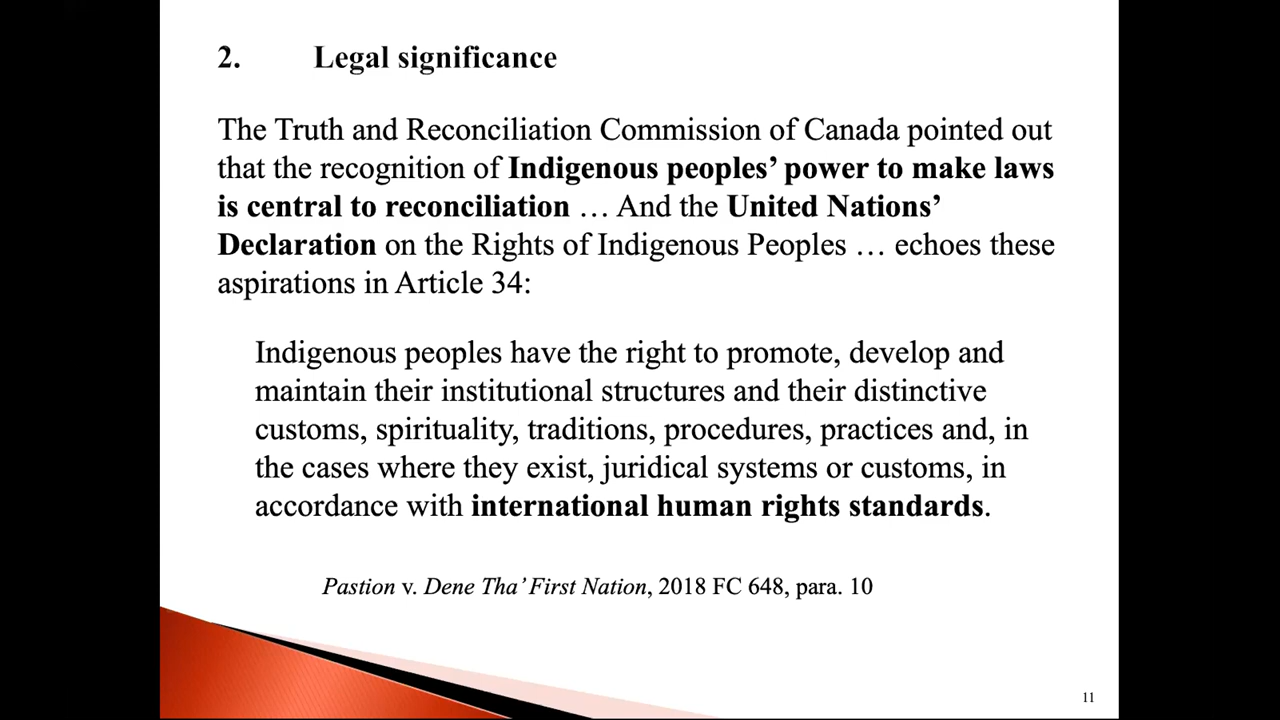 2. Legal significance
The Truth and Reconciliation Commission of Canada pointed out
that the recognition of Indigenous peoples’ power to make laws
is central to reconciliation … And the United Nations’
Declaration on the Rights of Indigenous Peoples … echoes these
aspirations in Article 34:
Indigenous peoples have the right to promote, develop and
maintain their institutional structures and their distinctive
customs, spirituality, traditions, procedures, practices and, in
the cases where they exist, juridical systems or customs, in
accordance with international human rights standards.
Pastion v. Dene Tha’ First Nation, 2018 FC 648, para. 10
11